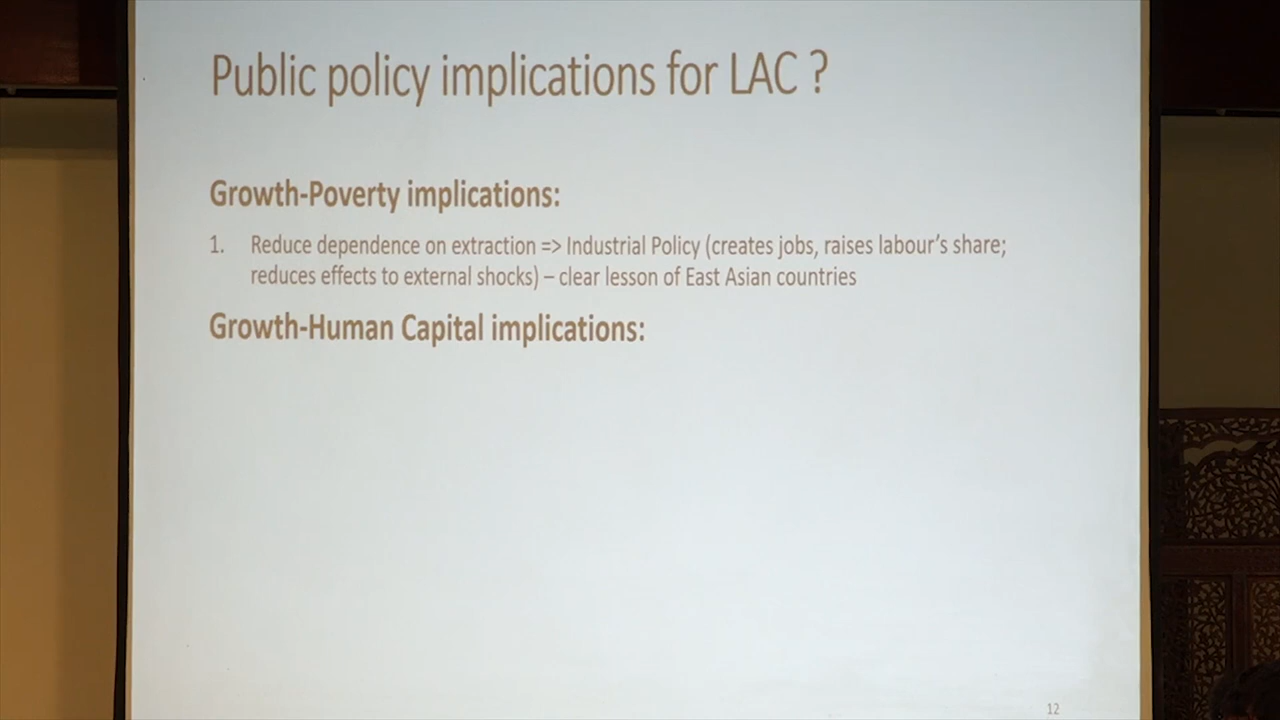 Public policy implications for LAC ?
Growth-Poverty implications:
1. Reduce dependence on extraction => Industrial Policy (creates jobs, raises labour’s share;
reduces effects to external shocks) – clear lesson of East Asian countries
Growth-Human Capital implications:
12